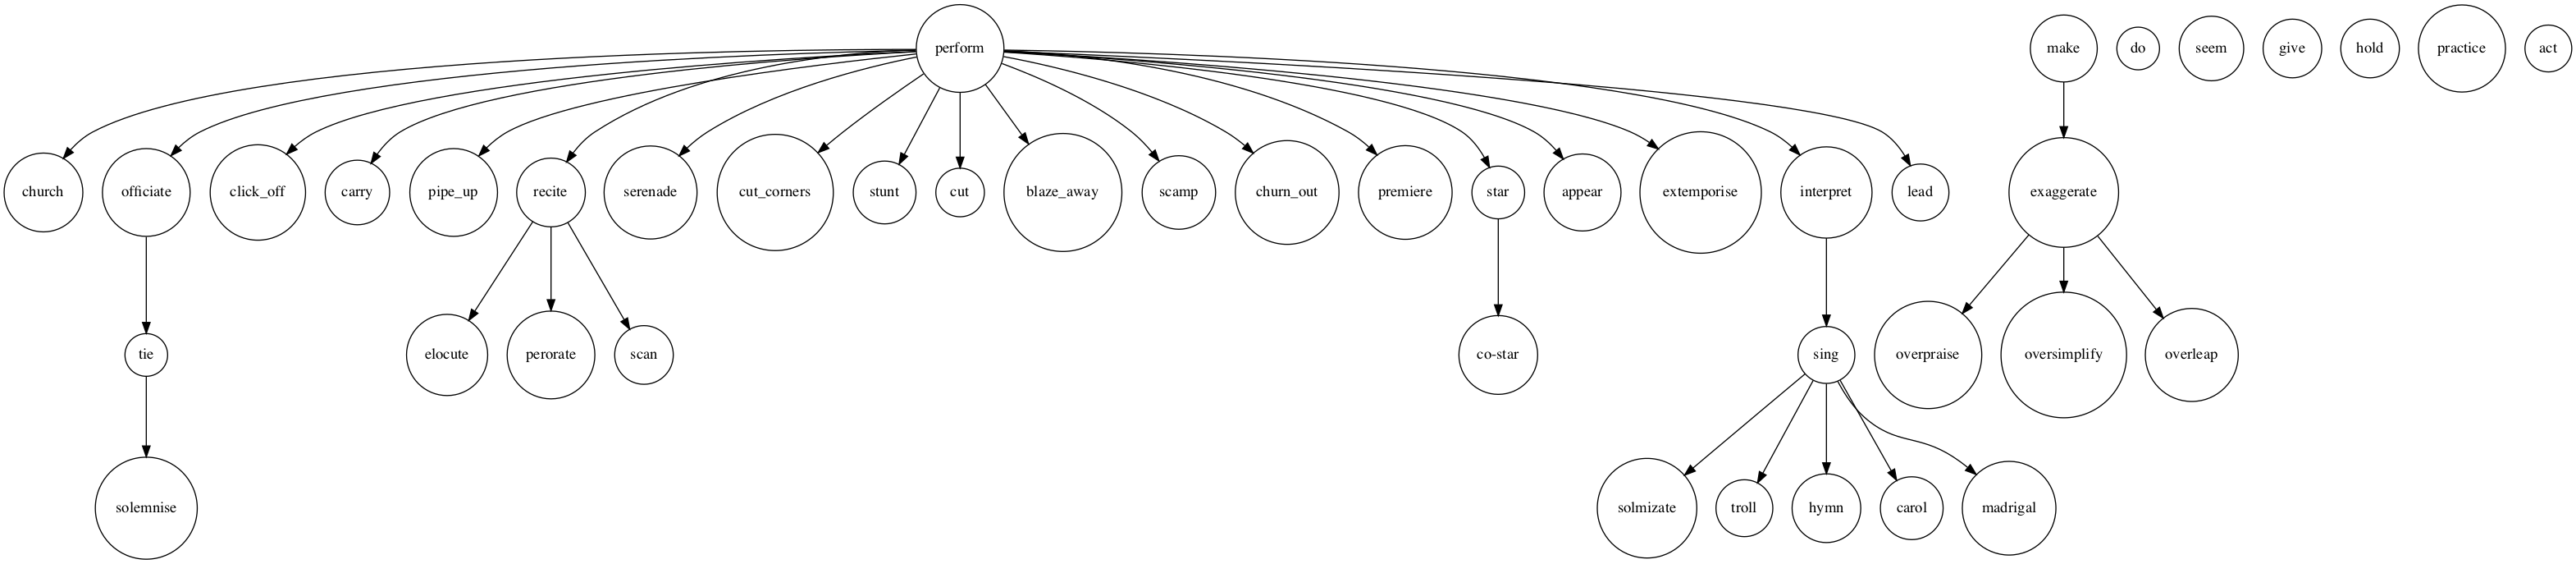 perform
make
do
seem
give
hold
practice
act
church
officiate
click_off
carry
pipe_up
recite
serenade
cut_corners
stunt
cut
blaze_away
scamp
churn_out
premiere
star
appear
extemporise
interpret
lead
exaggerate
tie
elocute
perorate
scan
co-star
sing
overpraise
oversimplify
overleap
solemnise
solmizate
troll
hymn
carol
madrigal